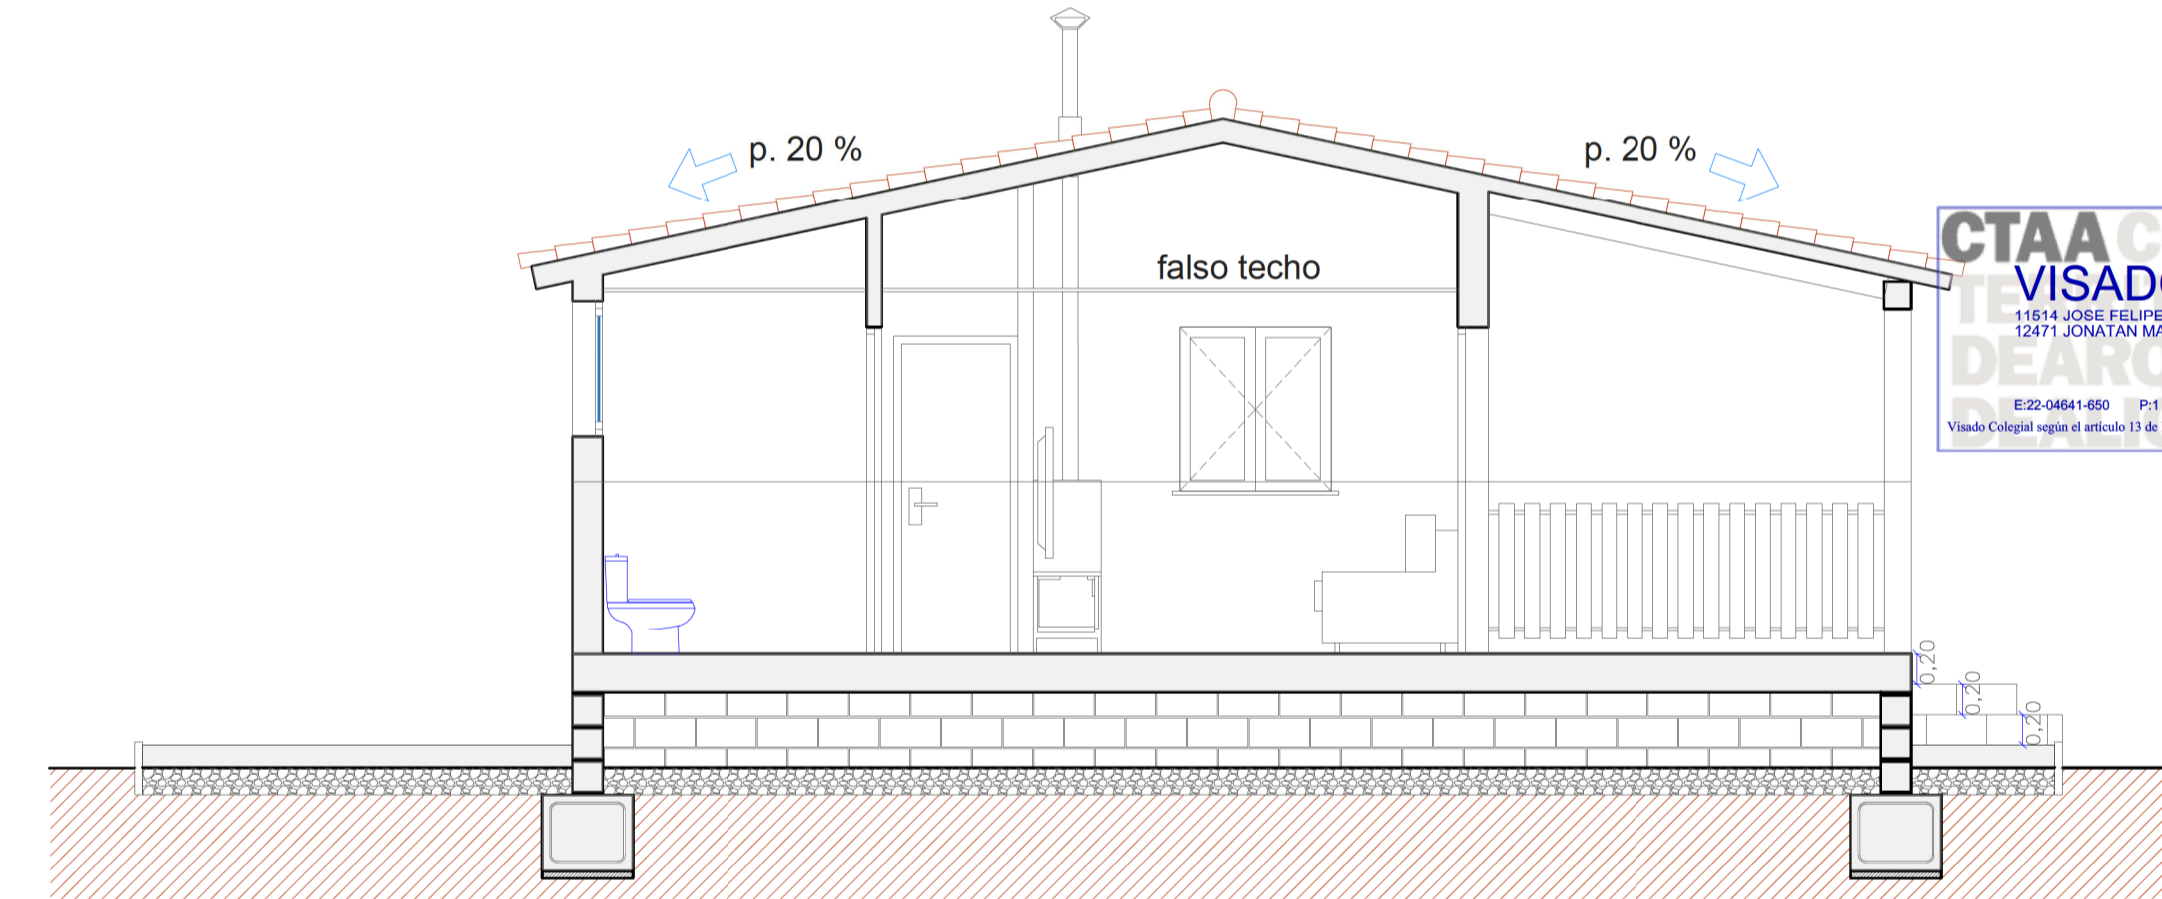 p. 20 %
p. 20 %
falso techo
CTAA C
VISADO
11514 JOSE FELIPE
12471 JONATAN MA
DEARC
E:22-04641-650 P:1
Visado Colegial según el artículo 13 de
0,20
0,20
0,20